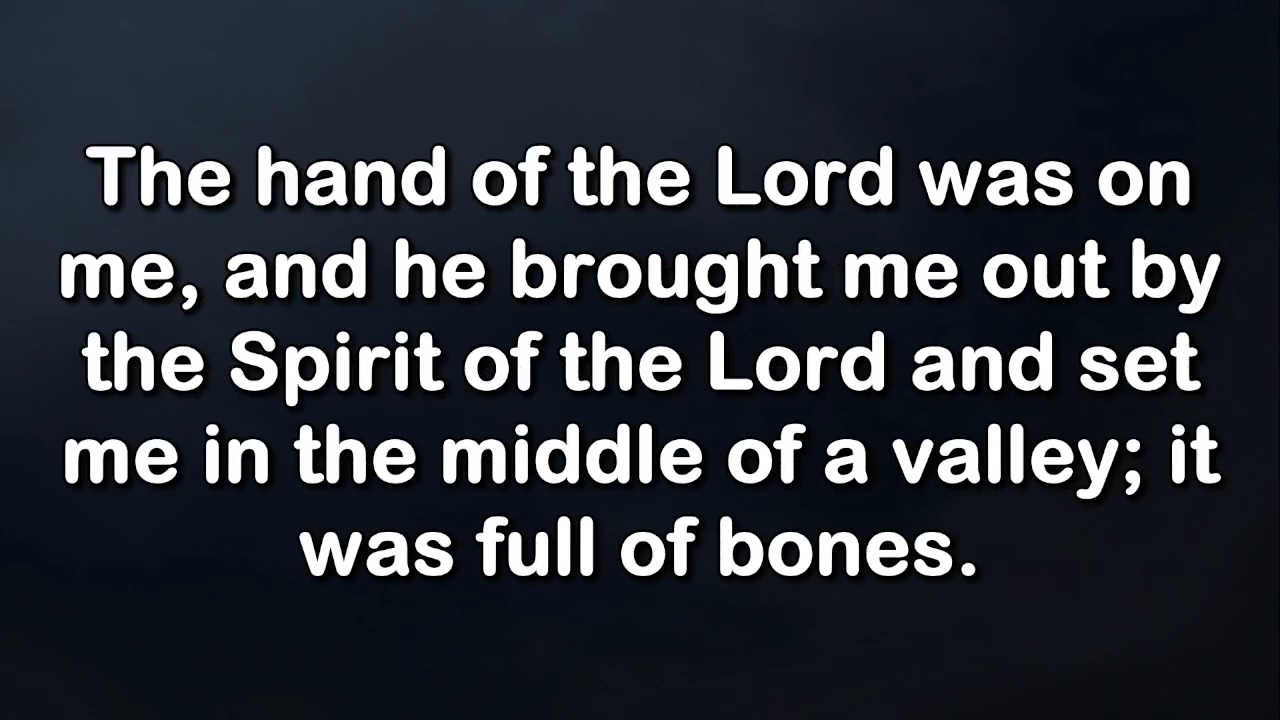 The hand of the Lord was on
me, and he brought me out by
the Spirit of the Lord and set
me in the middle of a valley; it
was full of bones.